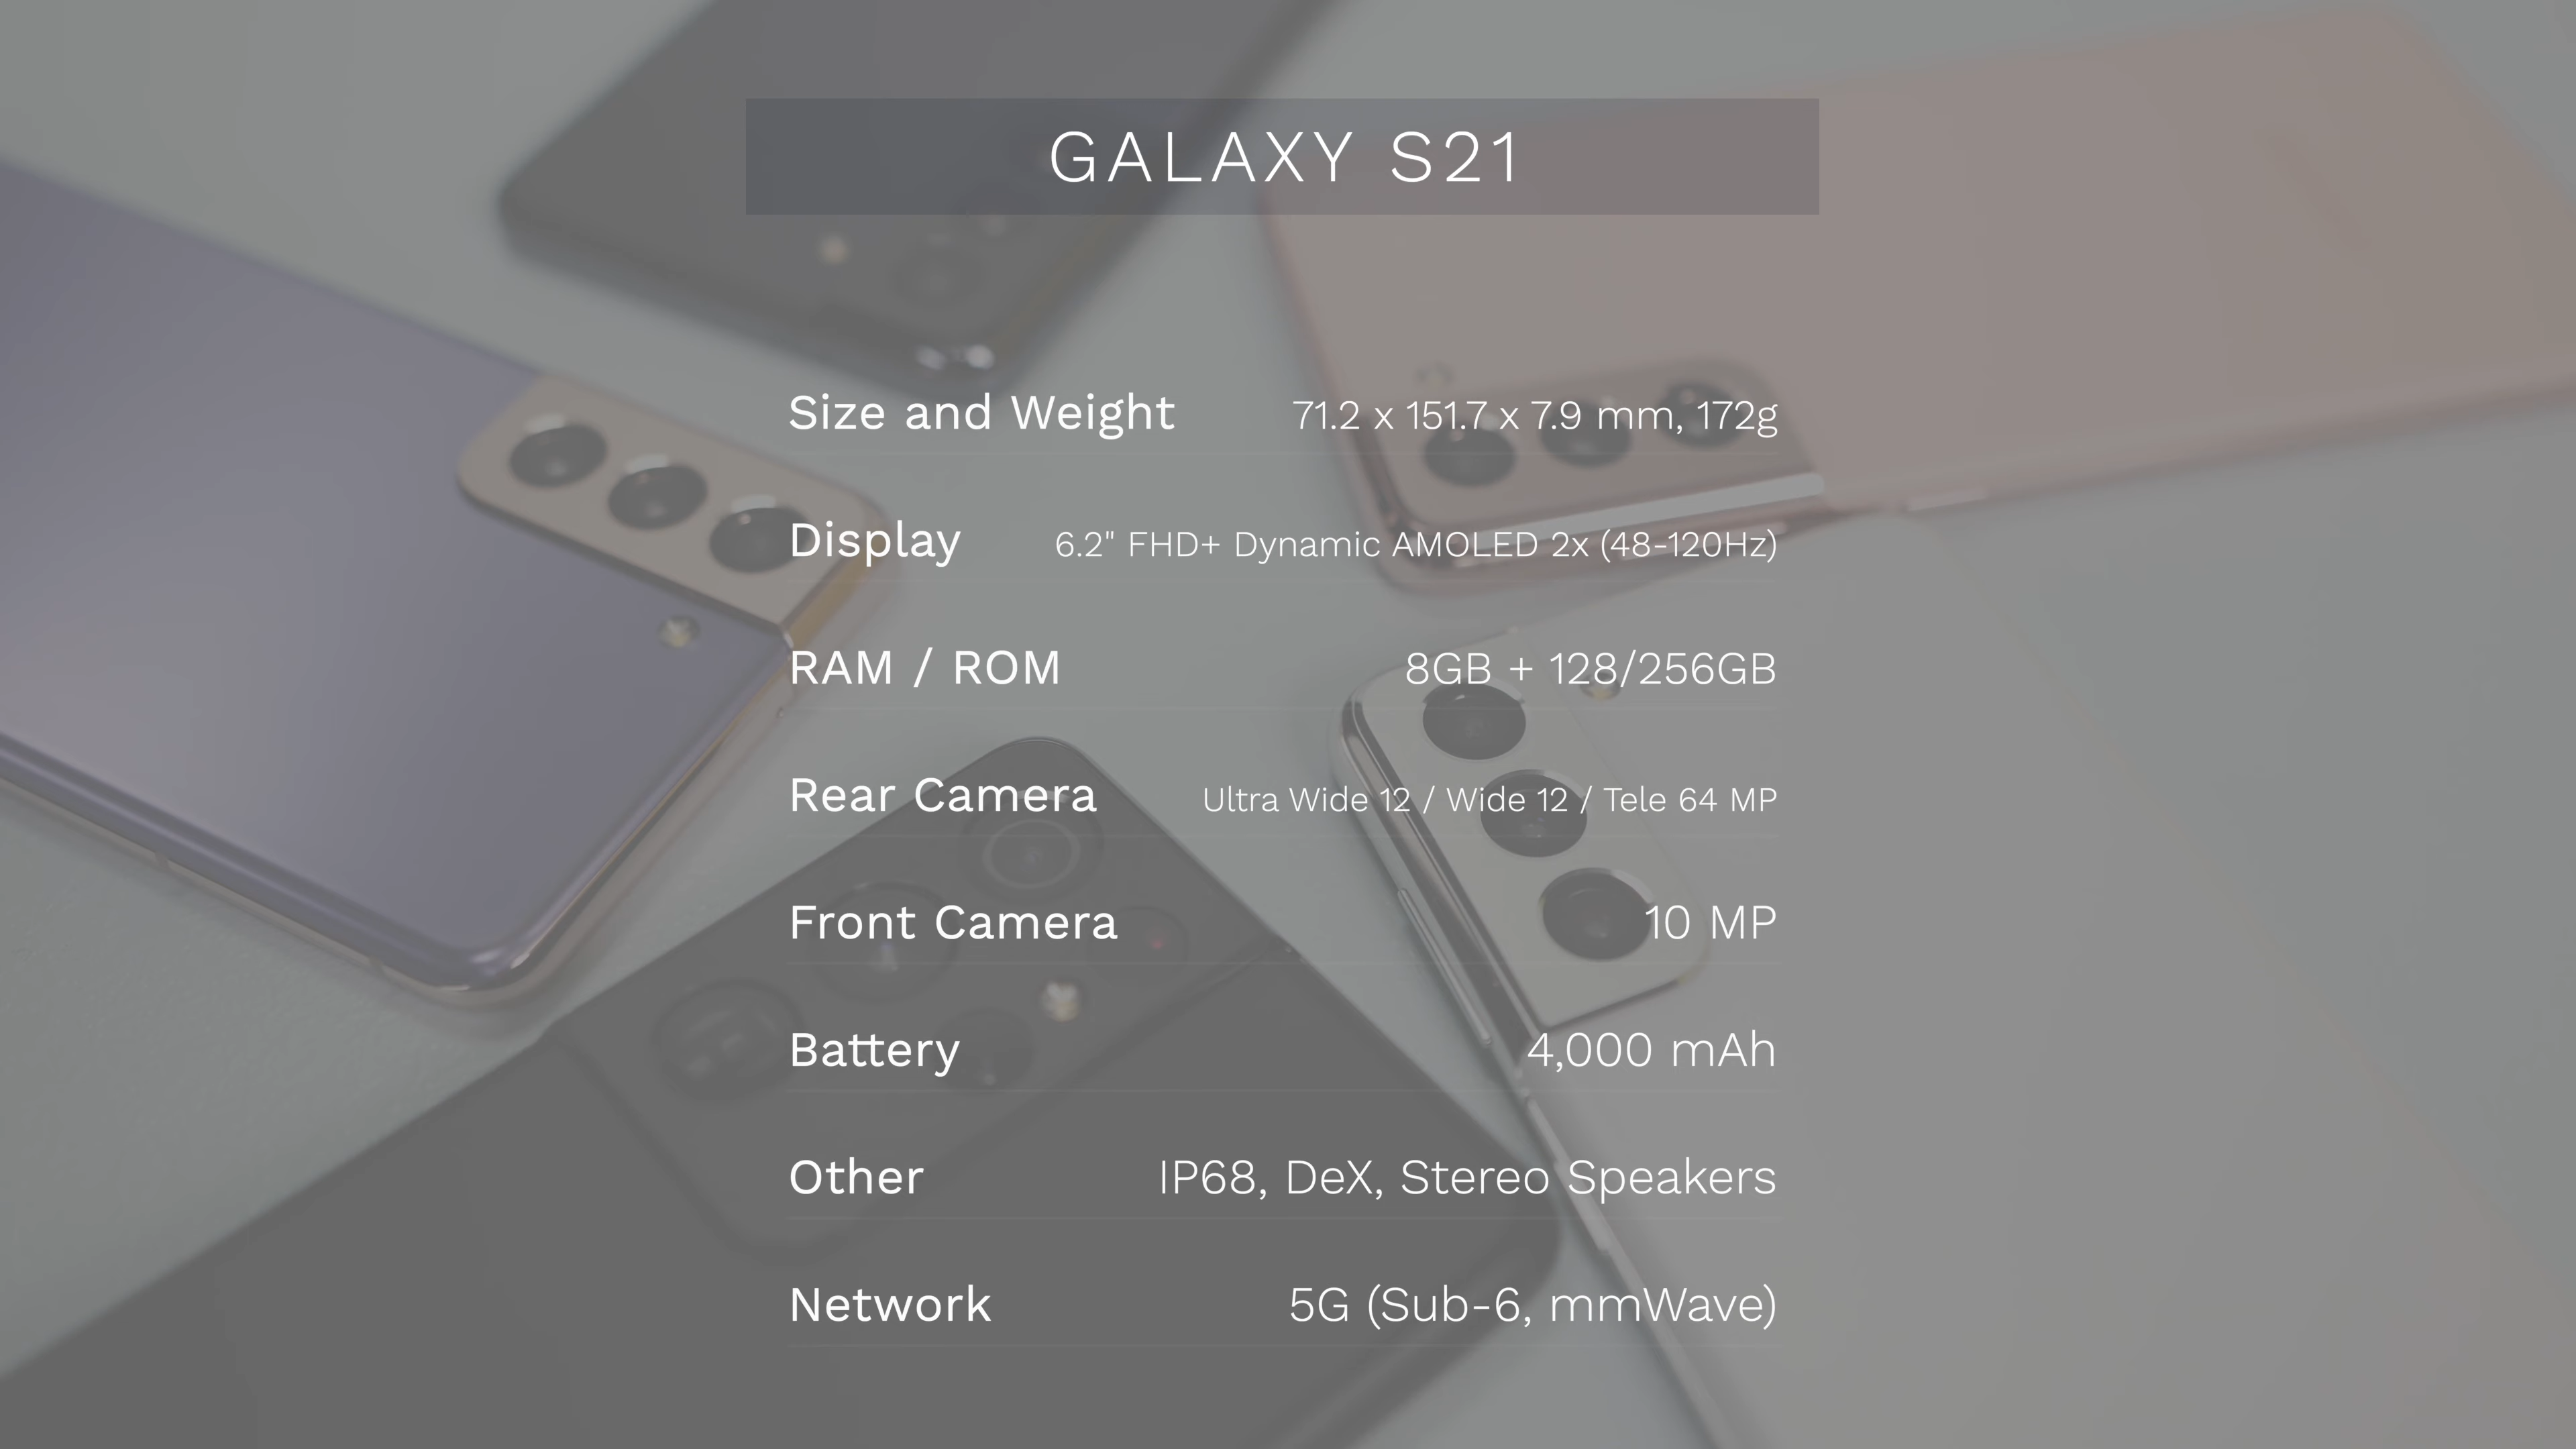 GALAXY S21
Size and Weight 71.2 x 151.7 x 7.9 mm, 172g
Display 6.2" FHD+ Dynamic AMOLED 2x (48-120Hz)
RAM / ROM 8GB + 128/256GB
Rear Camera Ultra Wide 12 / Wide 12 / Tele 64 MP
Front Camera 10 MP
Battery 4,000 mAh
Other IP68, DeX, Stereo Speakers
Network 5G (Sub-6, mmWave)